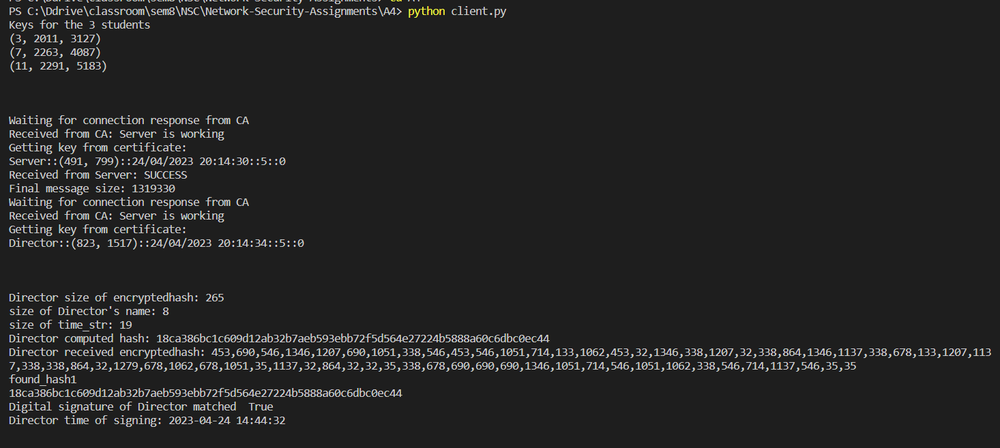 PS C:\Ddrive\classroom\sem8\NSC\Network-Security-Assignments> cd A4
PS C:\Ddrive\classroom\sem8\NSC\Network-Security-Assignments\A4> python client.py
Keys for the 3 students
(3, 2011, 3127)
(7, 2263, 4087)
(11, 2291, 5183)
Waiting for connection response from CA
Received from CA: Server is working
Getting key from certificate:
Server::(491, 799)::24/04/2023 20:14:30::5::0
Received from Server: SUCCESS
Final message size: 1319330
Waiting for connection response from CA
Received from CA: Server is working
Getting key from certificate:
Director::(823, 1517)::24/04/2023 20:14:34::5::0
Director size of encryptedhash: 265
size of Director's name: 8
size of time_str: 19
Director computed hash: 18ca386bc1c609d12ab32b7aeb593ebb72f5d564e27224b5888a60c6dbc0ec44
Director received encryptedhash: 453,690,546,1346,1207,690,1051,338,546,453,546,1051,714,133,1062,453,32,1346,338,1207,32,338,864,1346,1137,338,678,133,1207,113
7,338,338,864,32,1279,678,1062,678,1051,35,1137,32,864,32,32,35,338,678,690,690,690,1346,1051,714,546,1051,1062,338,546,714,1137,546,35,35
found_hash1
18ca386bc1c609d12ab32b7aeb593ebb72f5d564e27224b5888a60c6dbc0ec44
Digital signature of Director matched  True
Director time of signing: 2023-04-24 14:44:32